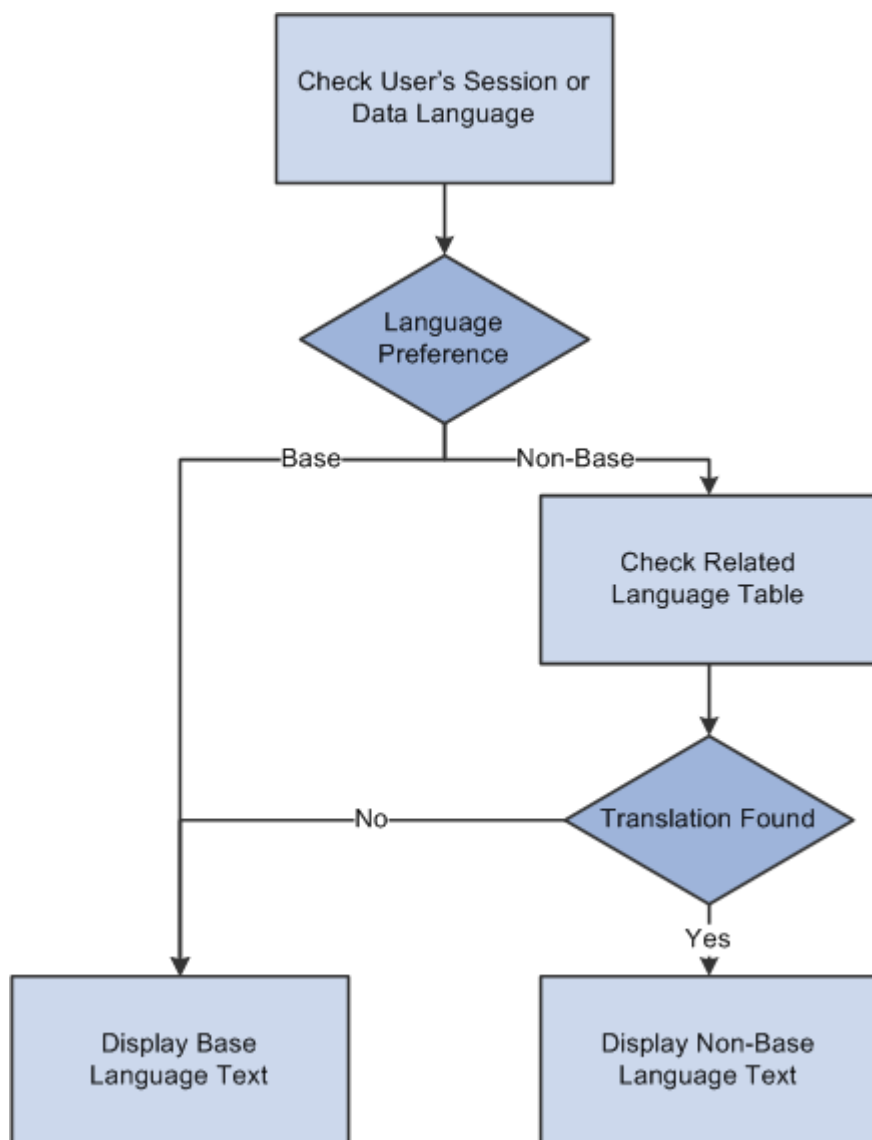 Check User's Session or
Data Language
Language
Preference
Base
Non-Base
Check Related
Language Table
No
Translation Found
Yes
Display Base
Language Text
Display Non-Base
Language Text